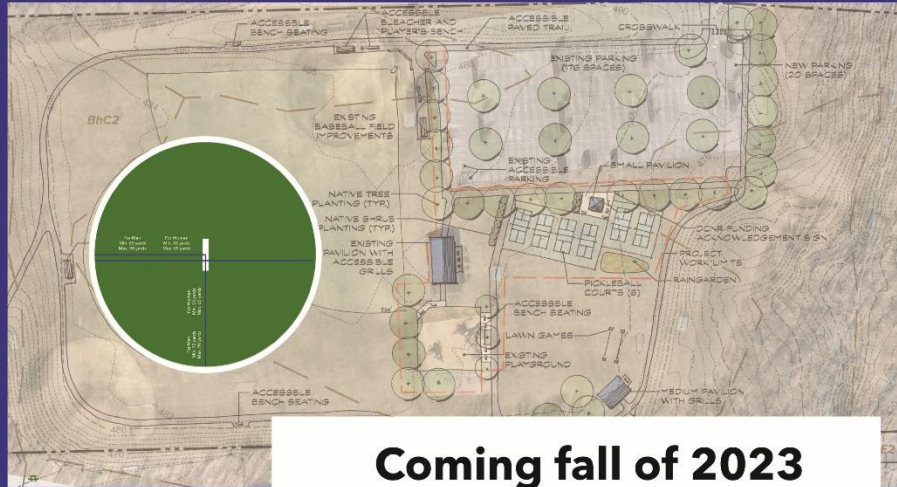 ACCESSIBLE
BENCH SEATING
ACCESSIBLE
BLEACHER AND
PLAYER'S BENCH
ACCESSIBLE
PAVED TRAIL
CROSSWALK
EXISTING PARKING
(176 SPACES)
NEW PARKING
(20 SPACES)
BhC2
EXISTING
BASEBALL FIELD
IMPROVEMENTS
EXISTING
ACCESSIBLE
PARKING
SMALL PAVILION
NATIVE TREE
PLANTING (TYP.)
NATIVE SHRUB
PLANTING (TYP.)
EXISTING
PAVILION WITH
ACCESSIBLE
GRILLS
DCNR FUNDING
ACKNOWLEDGEMENT SIGN
PROJECT
WORK LIMITS
RAINGARDEN
PICKLEBALL
COURTS (6)
ACCESSIBLE
BENCH SEATING
LAWN GAMES
EXISTING
PLAYGROUND
MEDIUM PAVILION
WITH GRILLS
ACCESSIBLE
BENCH SEATING
480
Coming fall of 2023